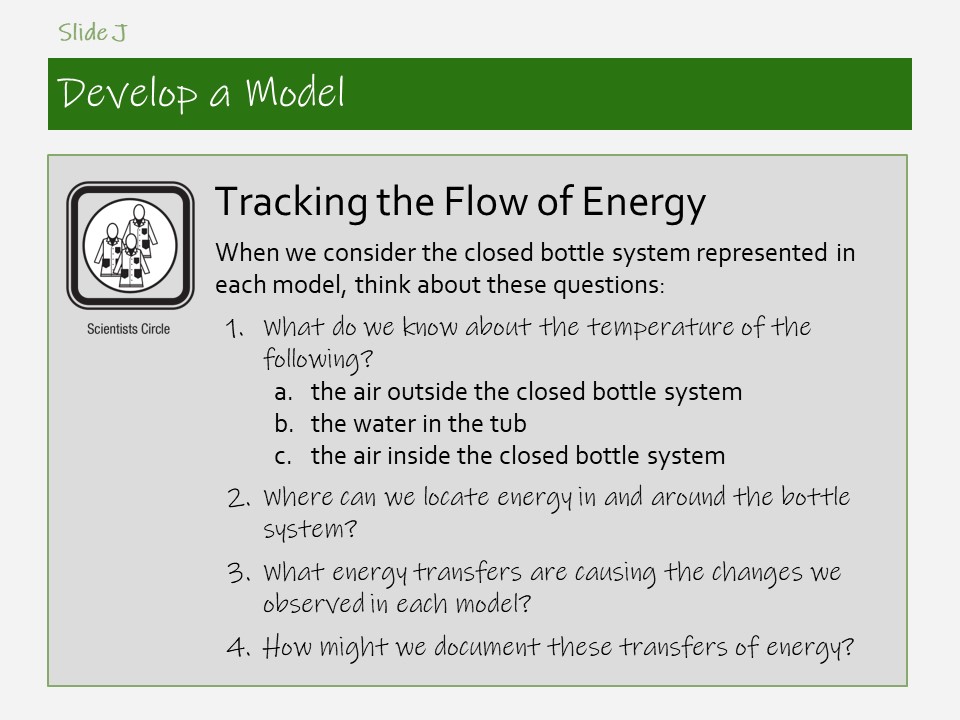 Slide J
Develop a Model
Tracking the Flow of Energy
When we consider the closed bottle system represented in
each model, think about these questions:
Scientists Circle
1. What do we know about the temperature of the
following?
a. the air outside the closed bottle system
b. the water in the tub
c. the air inside the closed bottle system
2. Where can we locate energy in and around the bottle
system?
3. What energy transfers are causing the changes we
observed in each model?
4. How might we document these transfers of energy?